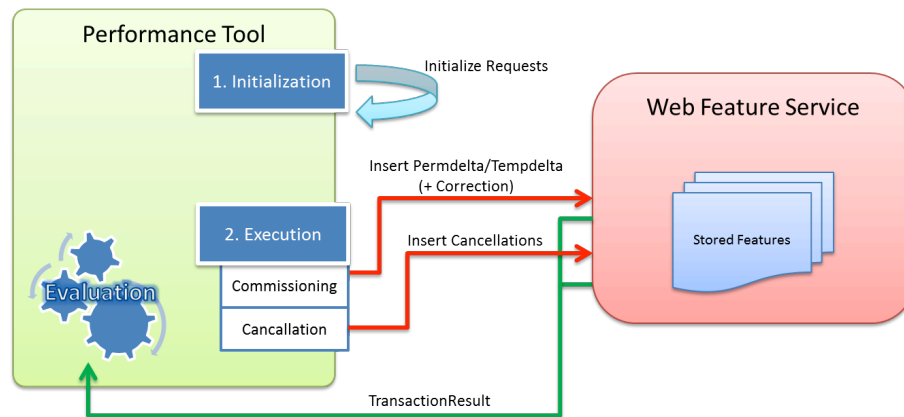 Performance Tool
1. Initialization
Initialize Requests
Web Feature Service
Insert Permdelta/Tempdelta
(+ Correction)
2. Execution
Insert Cancellations
Stored Features
Commissioning
Evaluation
Cancallation
TransactionResult